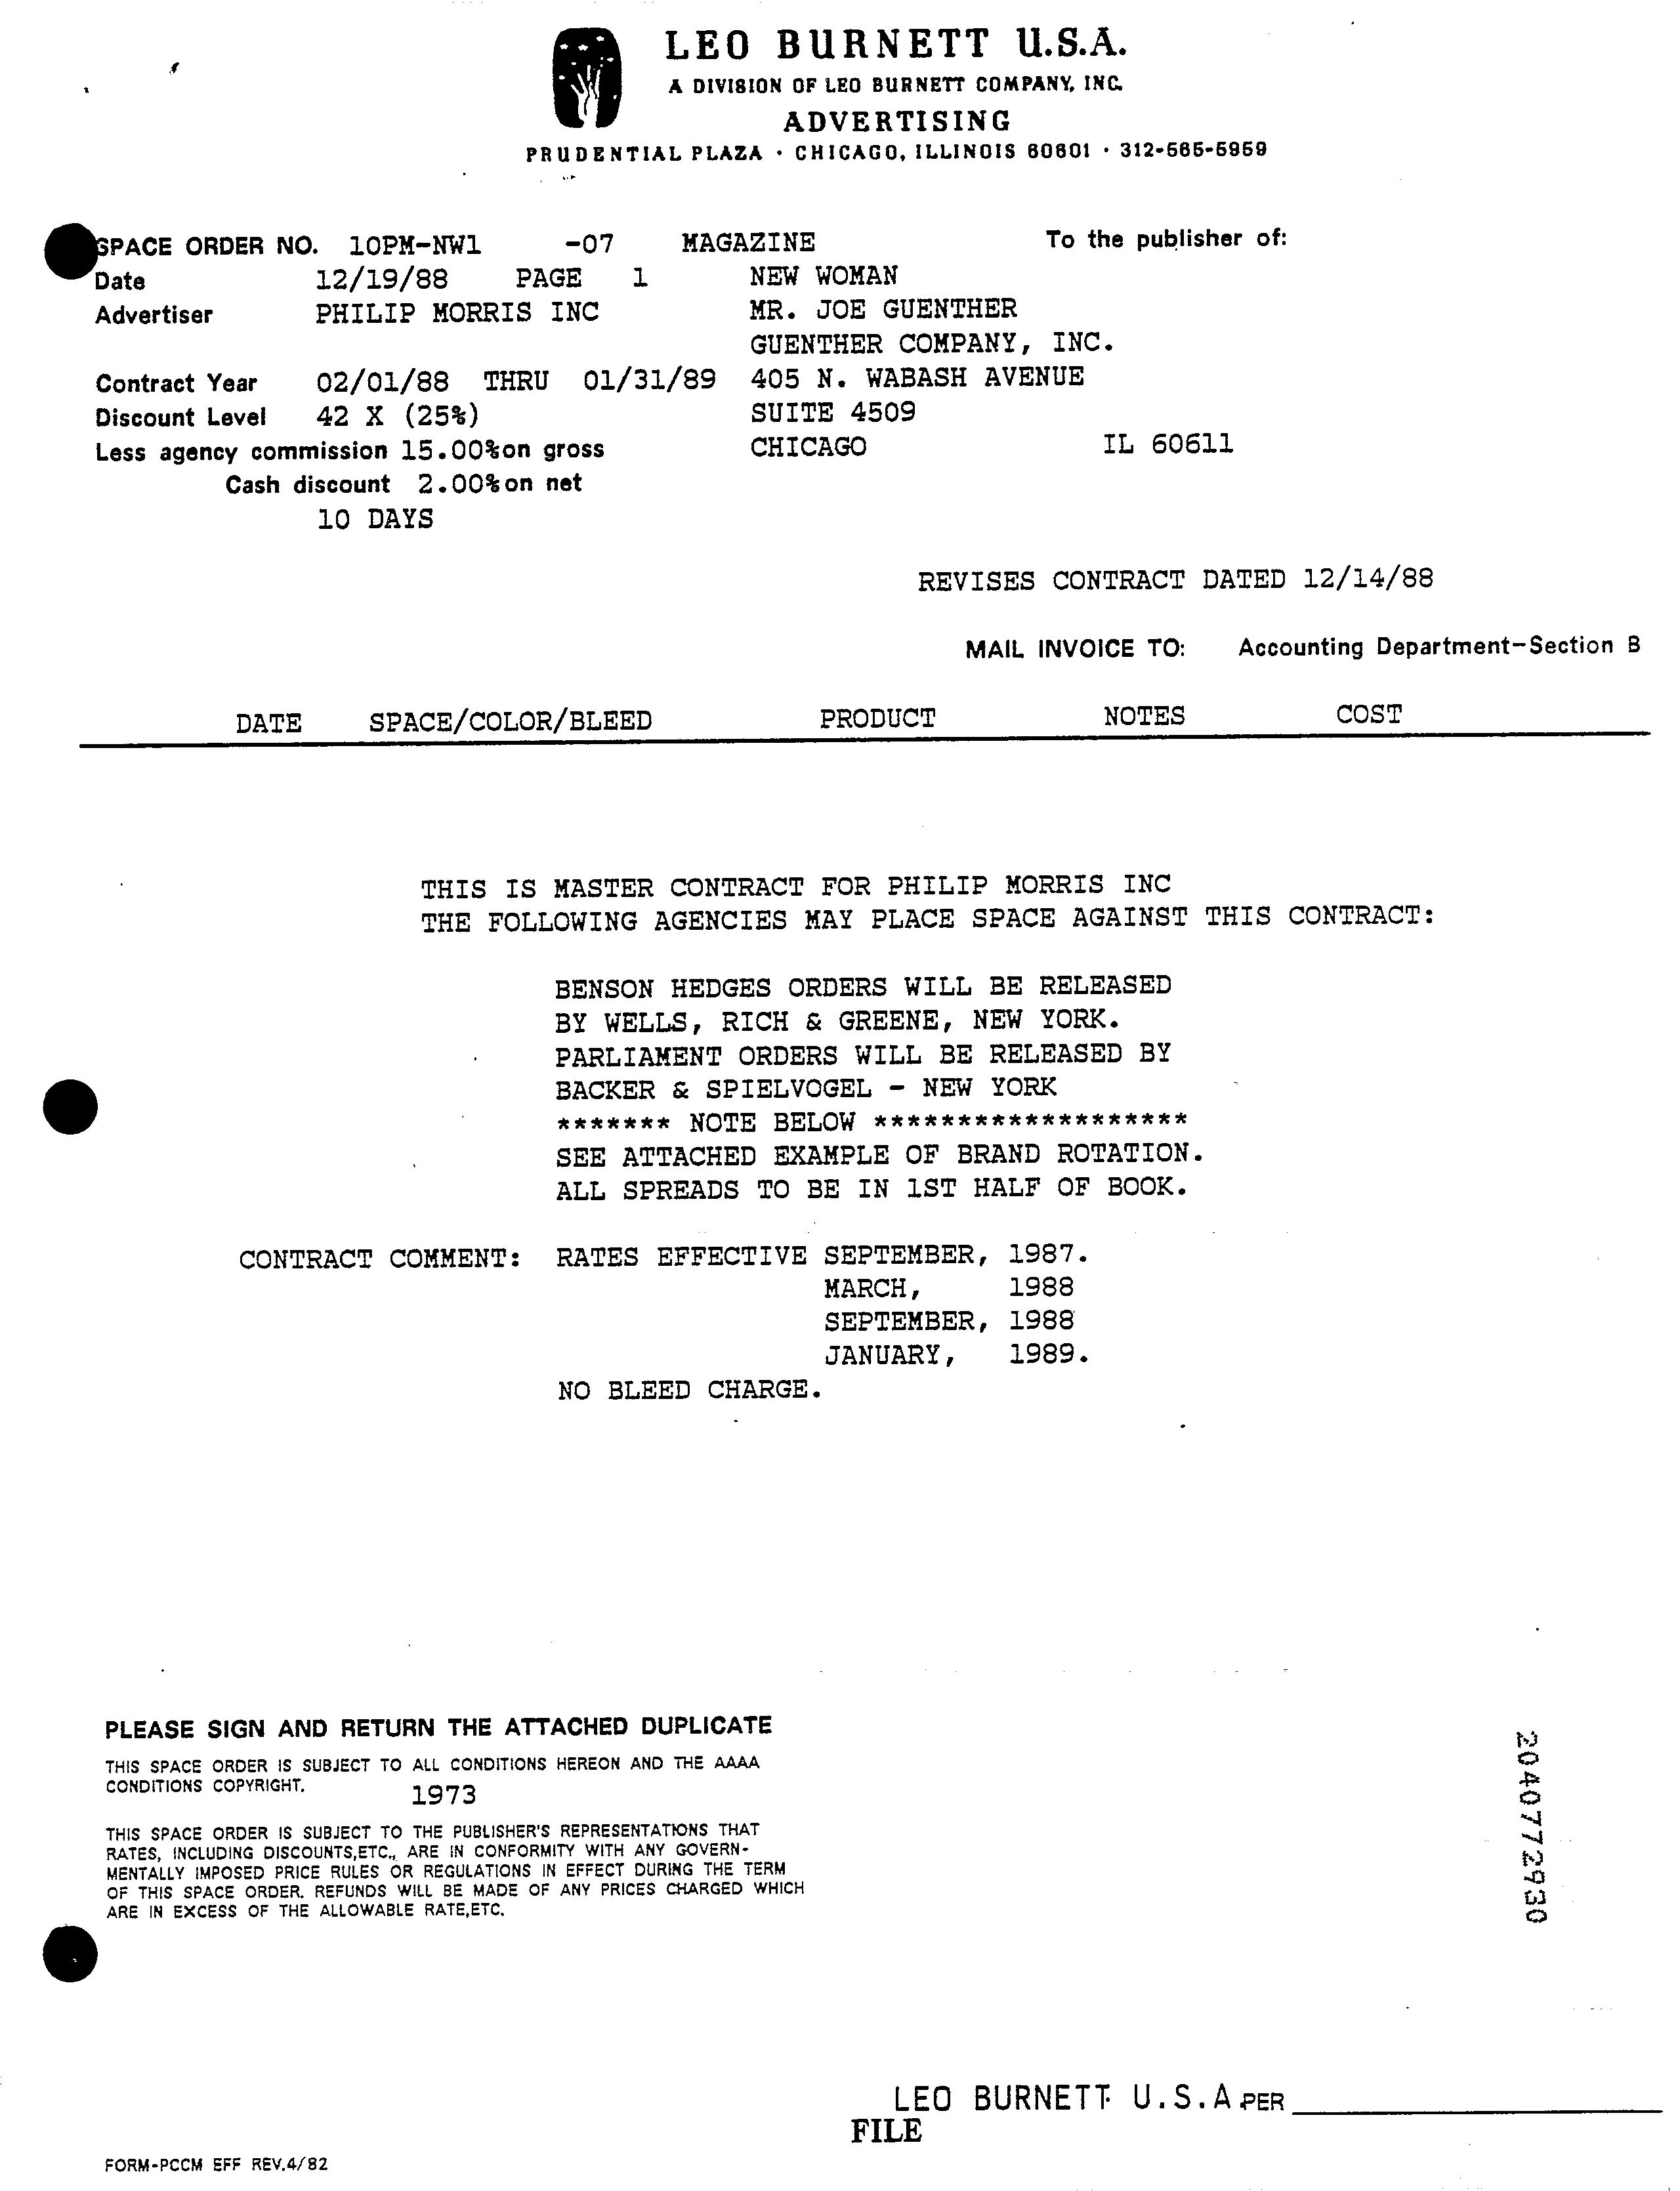 LEO BURNETT U.S.A.
A DIVISION OF LEO BURNETT COMPANY, INC.
ADVERTISING
PRUDENTIAL PLAZA · CHICAGO, ILLINOIS 60601 · 312-565-5959
SPACE ORDER NO. 10PM-NW1 -07 MAGAZINE To the publisher of:
Date 12/19/88 PAGE 1 NEW WOMAN
Advertiser PHILIP MORRIS INC MR. JOE GUENTHER
GUENTHER COMPANY, INC.
Contract Year 02/01/88 THRU 01/31/89 405 N. WABASH AVENUE
Discount Level 42 X (25%) SUITE 4509
Less agency commission 15.00%on gross CHICAGO IL 60611
Cash discount 2.00%on net
10 DAYS
REVISES CONTRACT DATED 12/14/88
MAIL INVOICE TO: Accounting Department-Section B
DATE SPACE/COLOR/BLEED PRODUCT NOTES COST
THIS IS MASTER CONTRACT FOR PHILIP MORRIS INC
THE FOLLOWING AGENCIES MAY PLACE SPACE AGAINST THIS CONTRACT:
BENSON HEDGES ORDERS WILL BE RELEASED
BY WELLS, RICH & GREENE, NEW YORK.
PARLIAMENT ORDERS WILL BE RELEASED BY
BACKER & SPIELVOGEL - NEW YORK
******* NOTE BELOW *******************
SEE ATTACHED EXAMPLE OF BRAND ROTATION.
ALL SPREADS TO BE IN 1ST HALF OF BOOK.
CONTRACT COMMENT: RATES EFFECTIVE SEPTEMBER, 1987.
MARCH, 1988
SEPTEMBER, 1988
JANUARY, 1989.
NO BLEED CHARGE.
PLEASE SIGN AND RETURN THE ATTACHED DUPLICATE
THIS SPACE ORDER IS SUBJECT TO ALL CONDITIONS HEREON AND THE AAAA
CONDITIONS COPYRIGHT. 1973
THIS SPACE ORDER IS SUBJECT TO THE PUBLISHER'S REPRESENTATIONS THAT
RATES, INCLUDING DISCOUNTS,ETC., ARE IN CONFORMITY WITH ANY GOVERN-
MENTALLY IMPOSED PRICE RULES OR REGULATIONS IN EFFECT DURING THE TERM
OF THIS SPACE ORDER. REFUNDS WILL BE MADE OF ANY PRICES CHARGED WHICH
ARE IN EXCESS OF THE ALLOWABLE RATE,ETC.
2040772930
LEO BURNETT U.S.A PER
FILE
FORM-PCCM EFF REV.4/82